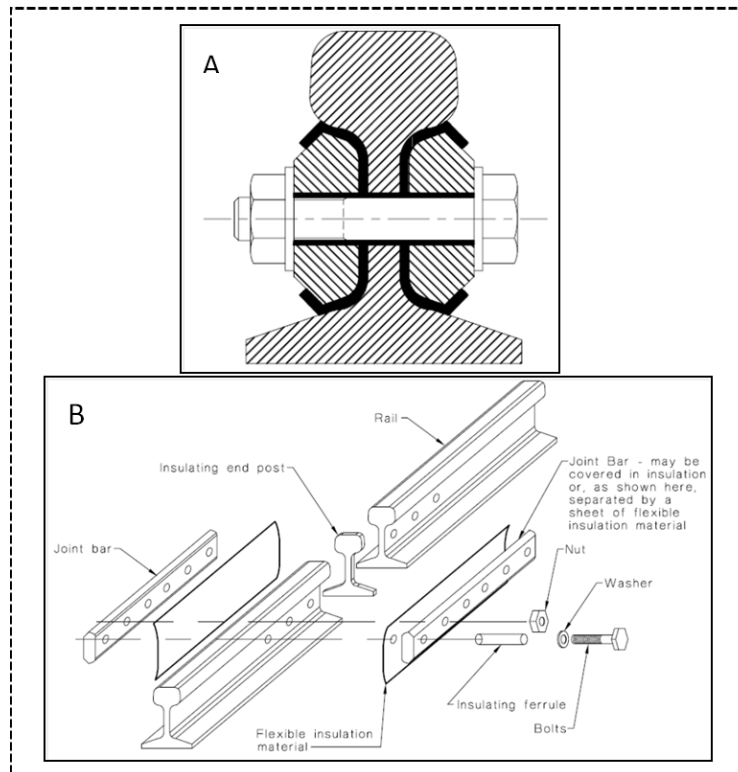 A
B
Rail
Insulating end post
Joint Bar - may be
covered in insulation
or, as shown here,
separated by a
sheet of flexible
insulation material
Joint bar
Nut
Washer
Insulating ferrule
Bolts
Flexible insulation
material